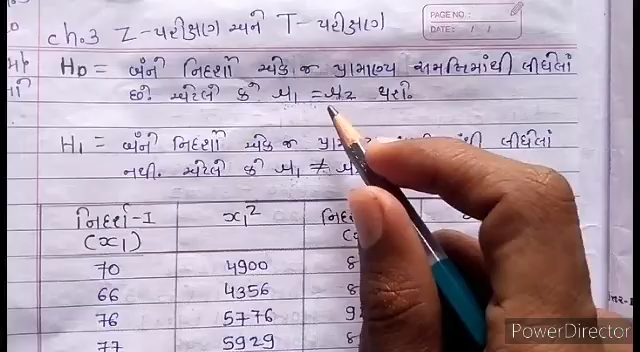 PAGE NO.:
DATE: / /
ch.3 Z-પરીક્ષણ અને T-પરીક્ષણ
H0 = બંને નિદર્શો એક જ પ્રામાણ્ય સમષ્ટિમાંથી લીધેલાં
છે. એટલે કે μ1 = μ2 થશે.
H1 = બંને નિદર્શો એક જ લીધેલાં
નથી. એટલે કે μ1 ≠
નિદર્શ-I x1²
(x1)
70 4900
66 4356
76 5776
77 5929
PowerDirector